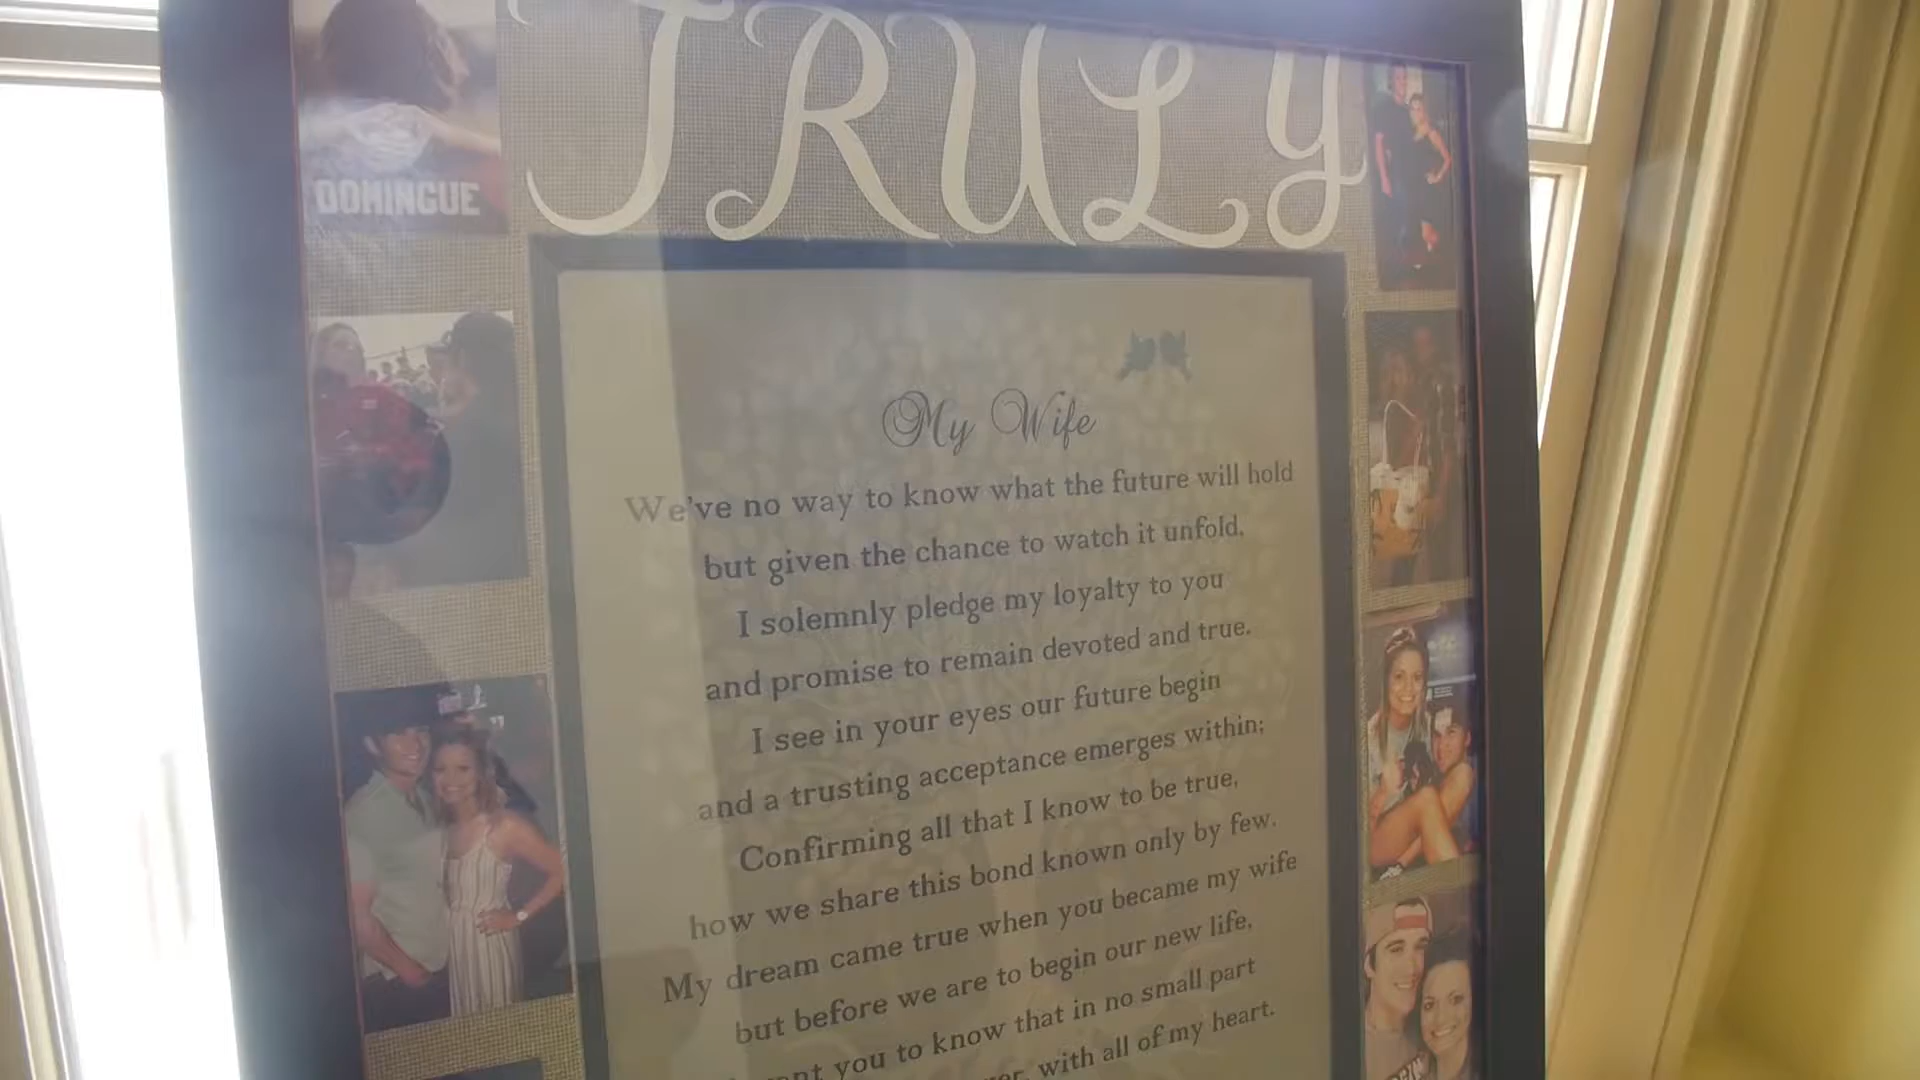 TRULY
DOMINGUE
My Wife
We've no way to know what the future will hold
but given the chance to watch it unfold,
I solemnly pledge my loyalty to you
and promise to remain devoted and true.
I see in your eyes our future begin
and a trusting acceptance emerges within;
Confirming all that I know to be true,
how we share this bond known only by few.
My dream came true when you became my wife
but before we are to begin our new life,
you to know that in no small part
with all of my heart.